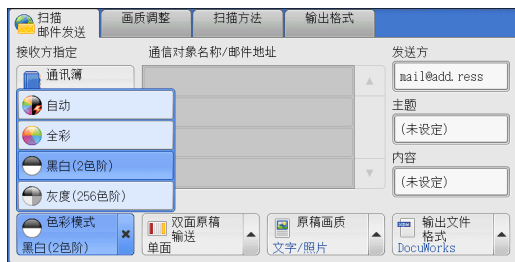 扫描
邮件发送
画质调整
扫描方法
输出格式
接收方指定
通信对象名称/邮件地址
发送方
通讯簿
mail@add.ress
自动
主题
(未设定)
全彩
黑白(2色阶)
内容
(未设定)
灰度(256色阶)
色彩模式
黑白(2色阶)
双面原稿
输送
单面
原稿画质
文字/照片
输出文件
格式
DocuWorks